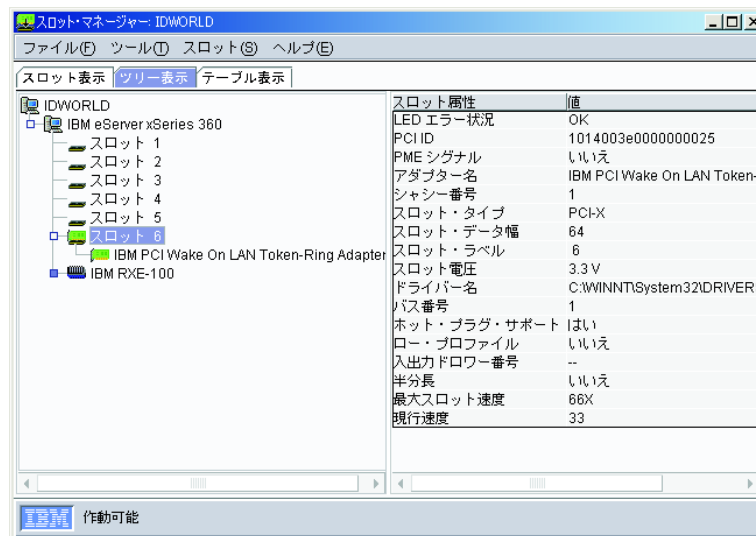 スロット・マネージャー: IDWORLD
ファイル(F) ツール(T) スロット(S) ヘルプ(E)
スロット表示 ツリー表示 テーブル表示
IDWORLD
IBM eServer xSeries 360
スロット 1
スロット 2
スロット 3
スロット 4
スロット 5
スロット 6
IBM PCI Wake On LAN Token-Ring Adapter
IBM RXE-100
スロット属性 値
LED エラー状況 OK
PCI ID 1014003e0000000025
PME シグナル いいえ
アダプター名 IBM PCI Wake On LAN Token-
シャシー番号 1
スロット・タイプ PCI-X
スロット・データ幅 64
スロット・ラベル 6
スロット電圧 3.3 V
ドライバー名 C:\WINNT\System32\DRIVER
バス番号 1
ホット・プラグ・サポート はい
ロー・プロファイル いいえ
入出力ドロワー番号 --
半分長 いいえ
最大スロット速度 66X
現行速度 33
IBM 作動可能